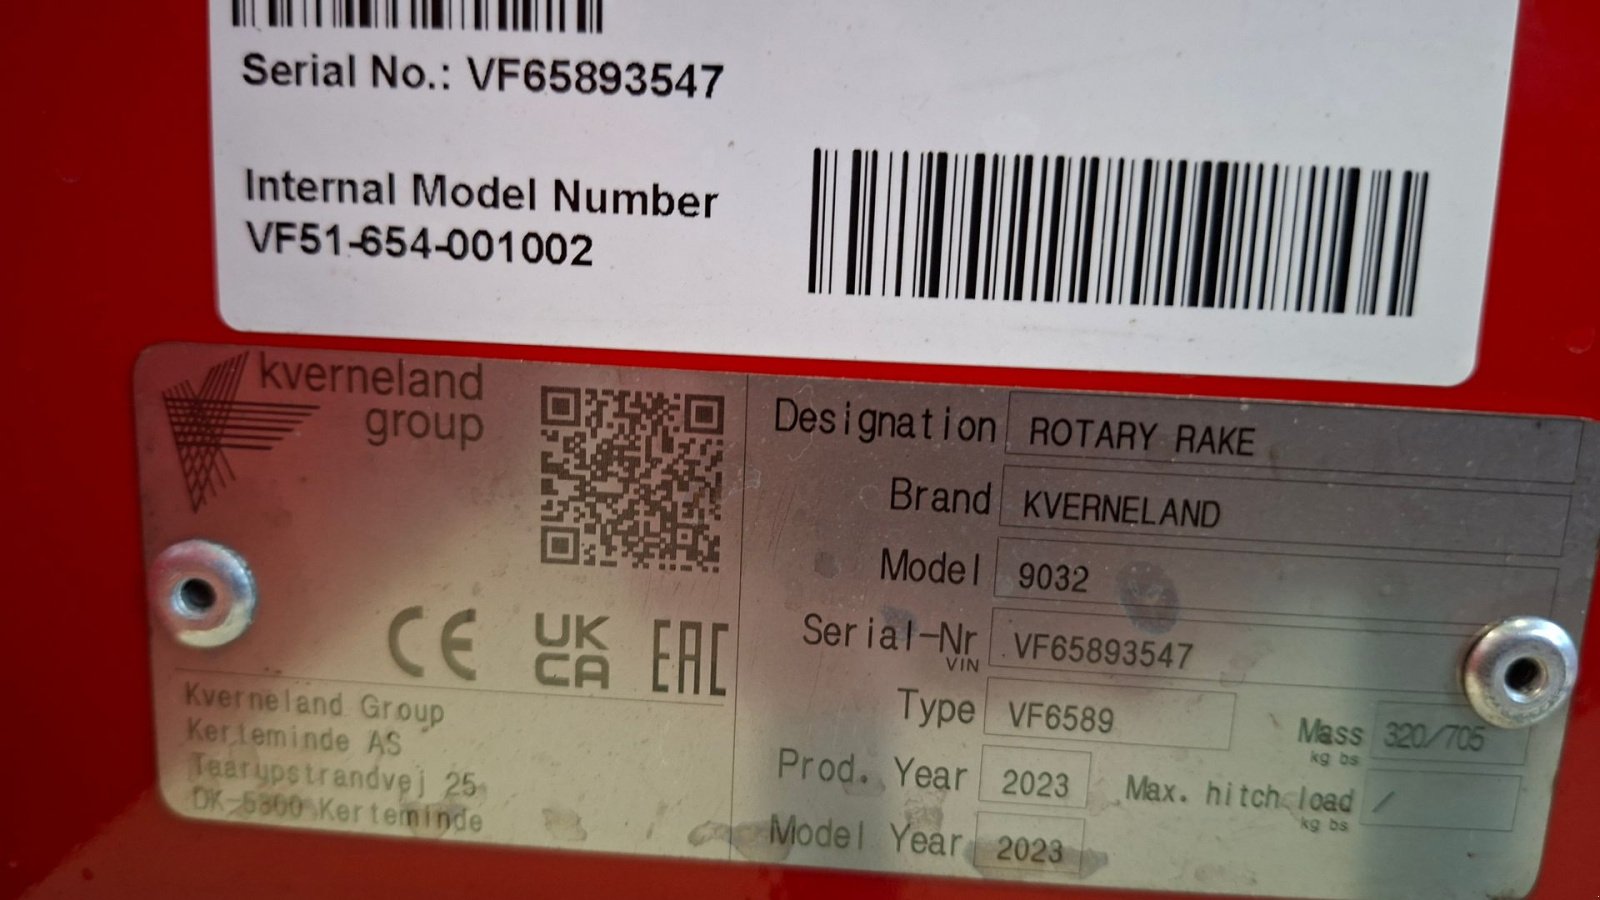 Serial No.: VF65893547
Internal Model Number
VF51-654-001002
kverneland
group
Designation ROTARY RAKE
Brand KVERNELAND
Model 9032
Serial-Nr VF65893547
VIN
Type VF6589
Mass 320/705
kg bs
Prod. Year 2023
Max. hitch load /
kg bs
Model Year 2023
CE
UK
CA
EAC
Kverneland Group
Kerteminde AS
Taarupstrandvej 25
DK-5300 Kerteminde